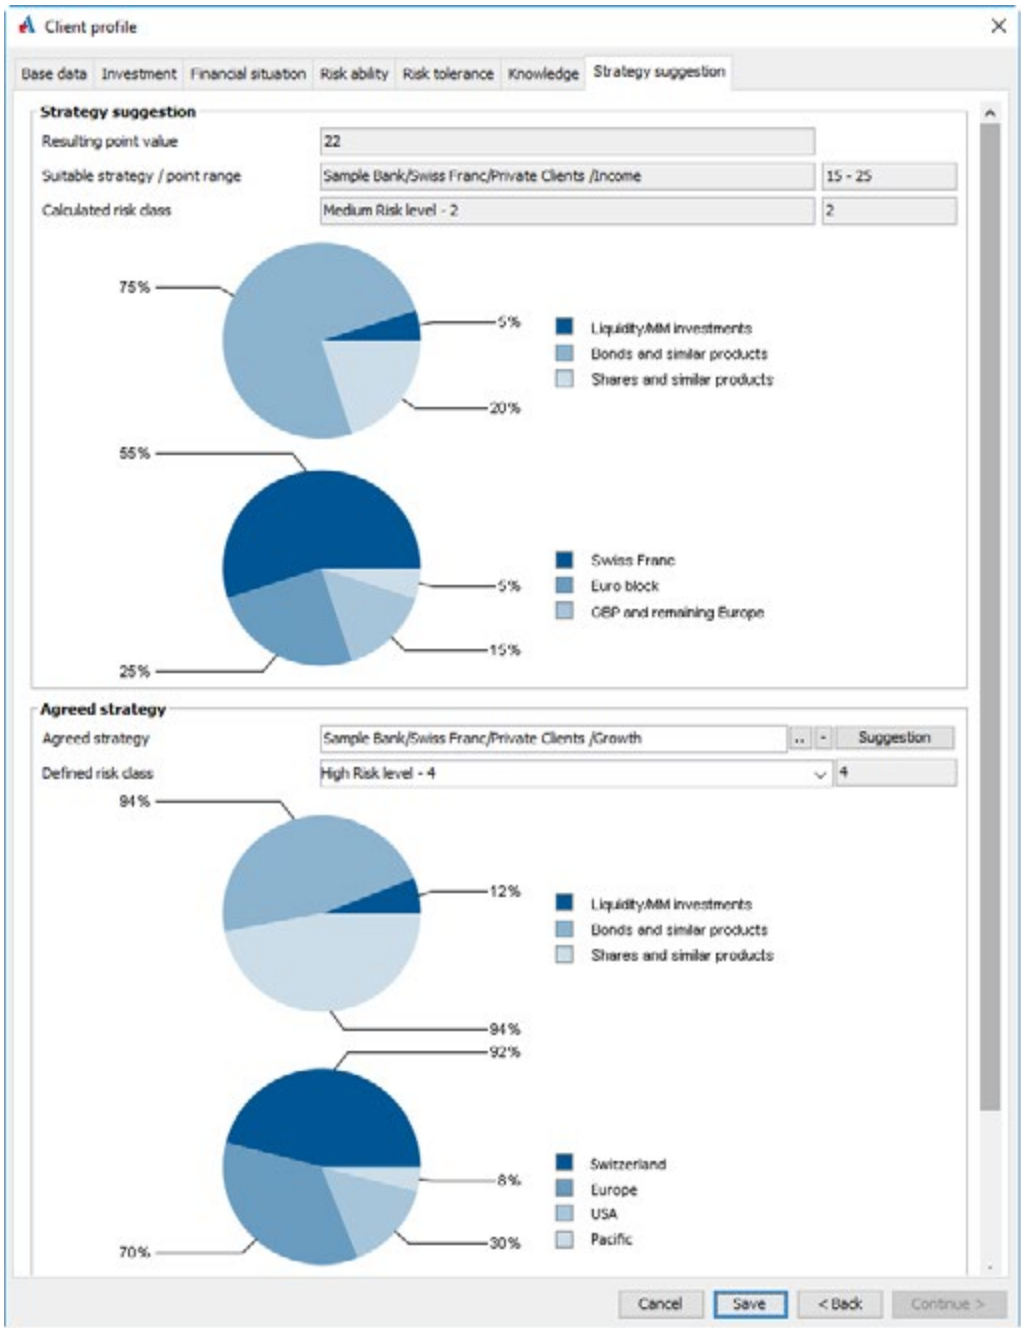 Client profile
Base data Investment Financial situation Risk ability Risk tolerance Knowledge Strategy suggestion
Strategy suggestion
Resulting point value 22
Suitable strategy / point range Sample Bank/Swiss Franc/Private Clients /Income 15 - 25
Calculated risk class Medium Risk level - 2 2
75%
5%
20%
Liquidity/MM investments
Bonds and similar products
Shares and similar products
55%
5%
15%
25%
Swiss Franc
Euro block
GBP and remaining Europe
Agreed strategy
Agreed strategy Sample Bank/Swiss Franc/Private Clients /Growth .. - Suggestion
Defined risk class High Risk level - 4 4
94%
12%
94%
Liquidity/MM investments
Bonds and similar products
Shares and similar products
92%
8%
30%
70%
Switzerland
Europe
USA
Pacific
Cancel Save < Back Continue >